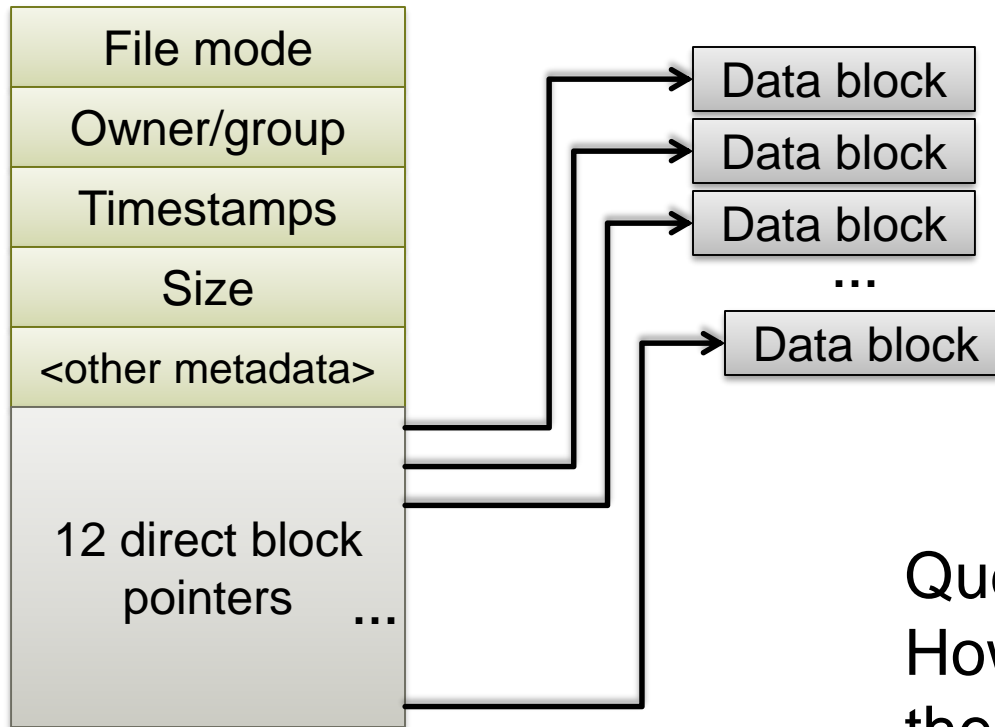 File mode
Owner/group
Timestamps
Size
<other metadata>
12 direct block
pointers ...
Data block
Data block
Data block
...
Data block
How